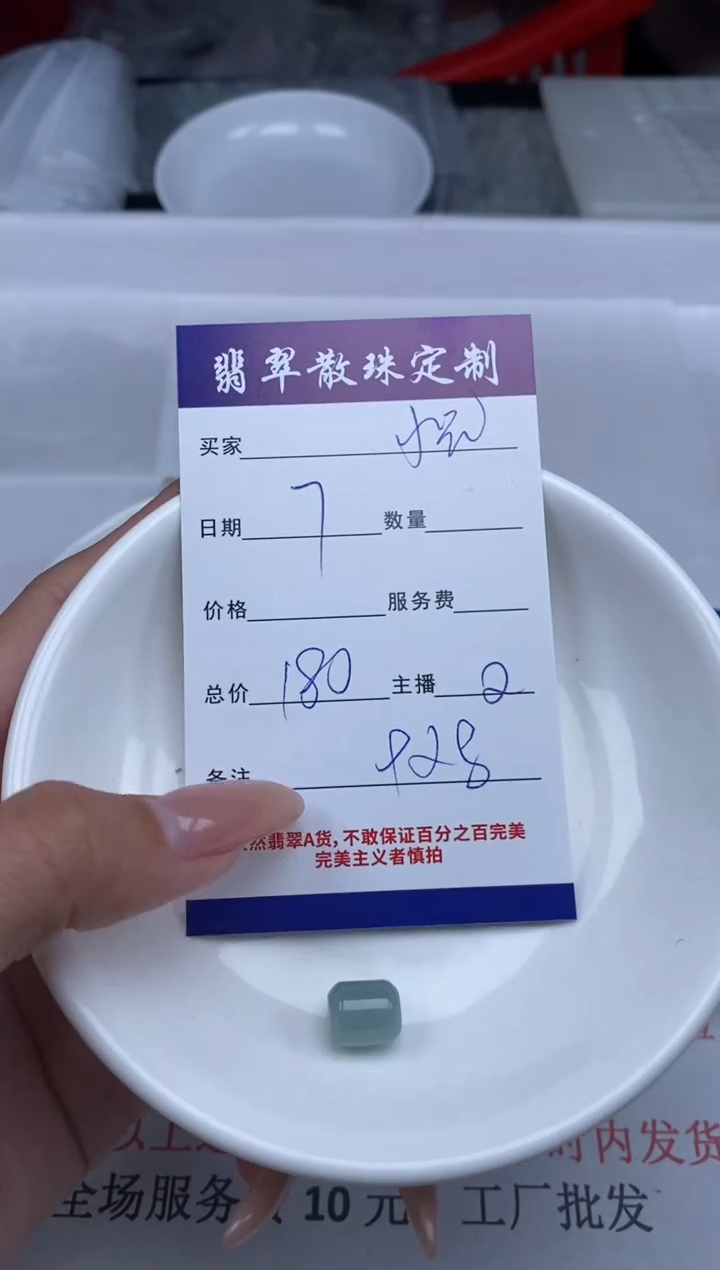 翡翠散珠定制
买家
日期 7 数量
价格 服务费
总价 180 主播 2
备注 928
然翡翠A货，不敢保证百分之百完美
完美主义者慎拍
以上 时内发货
全场服务 10元 工厂批发